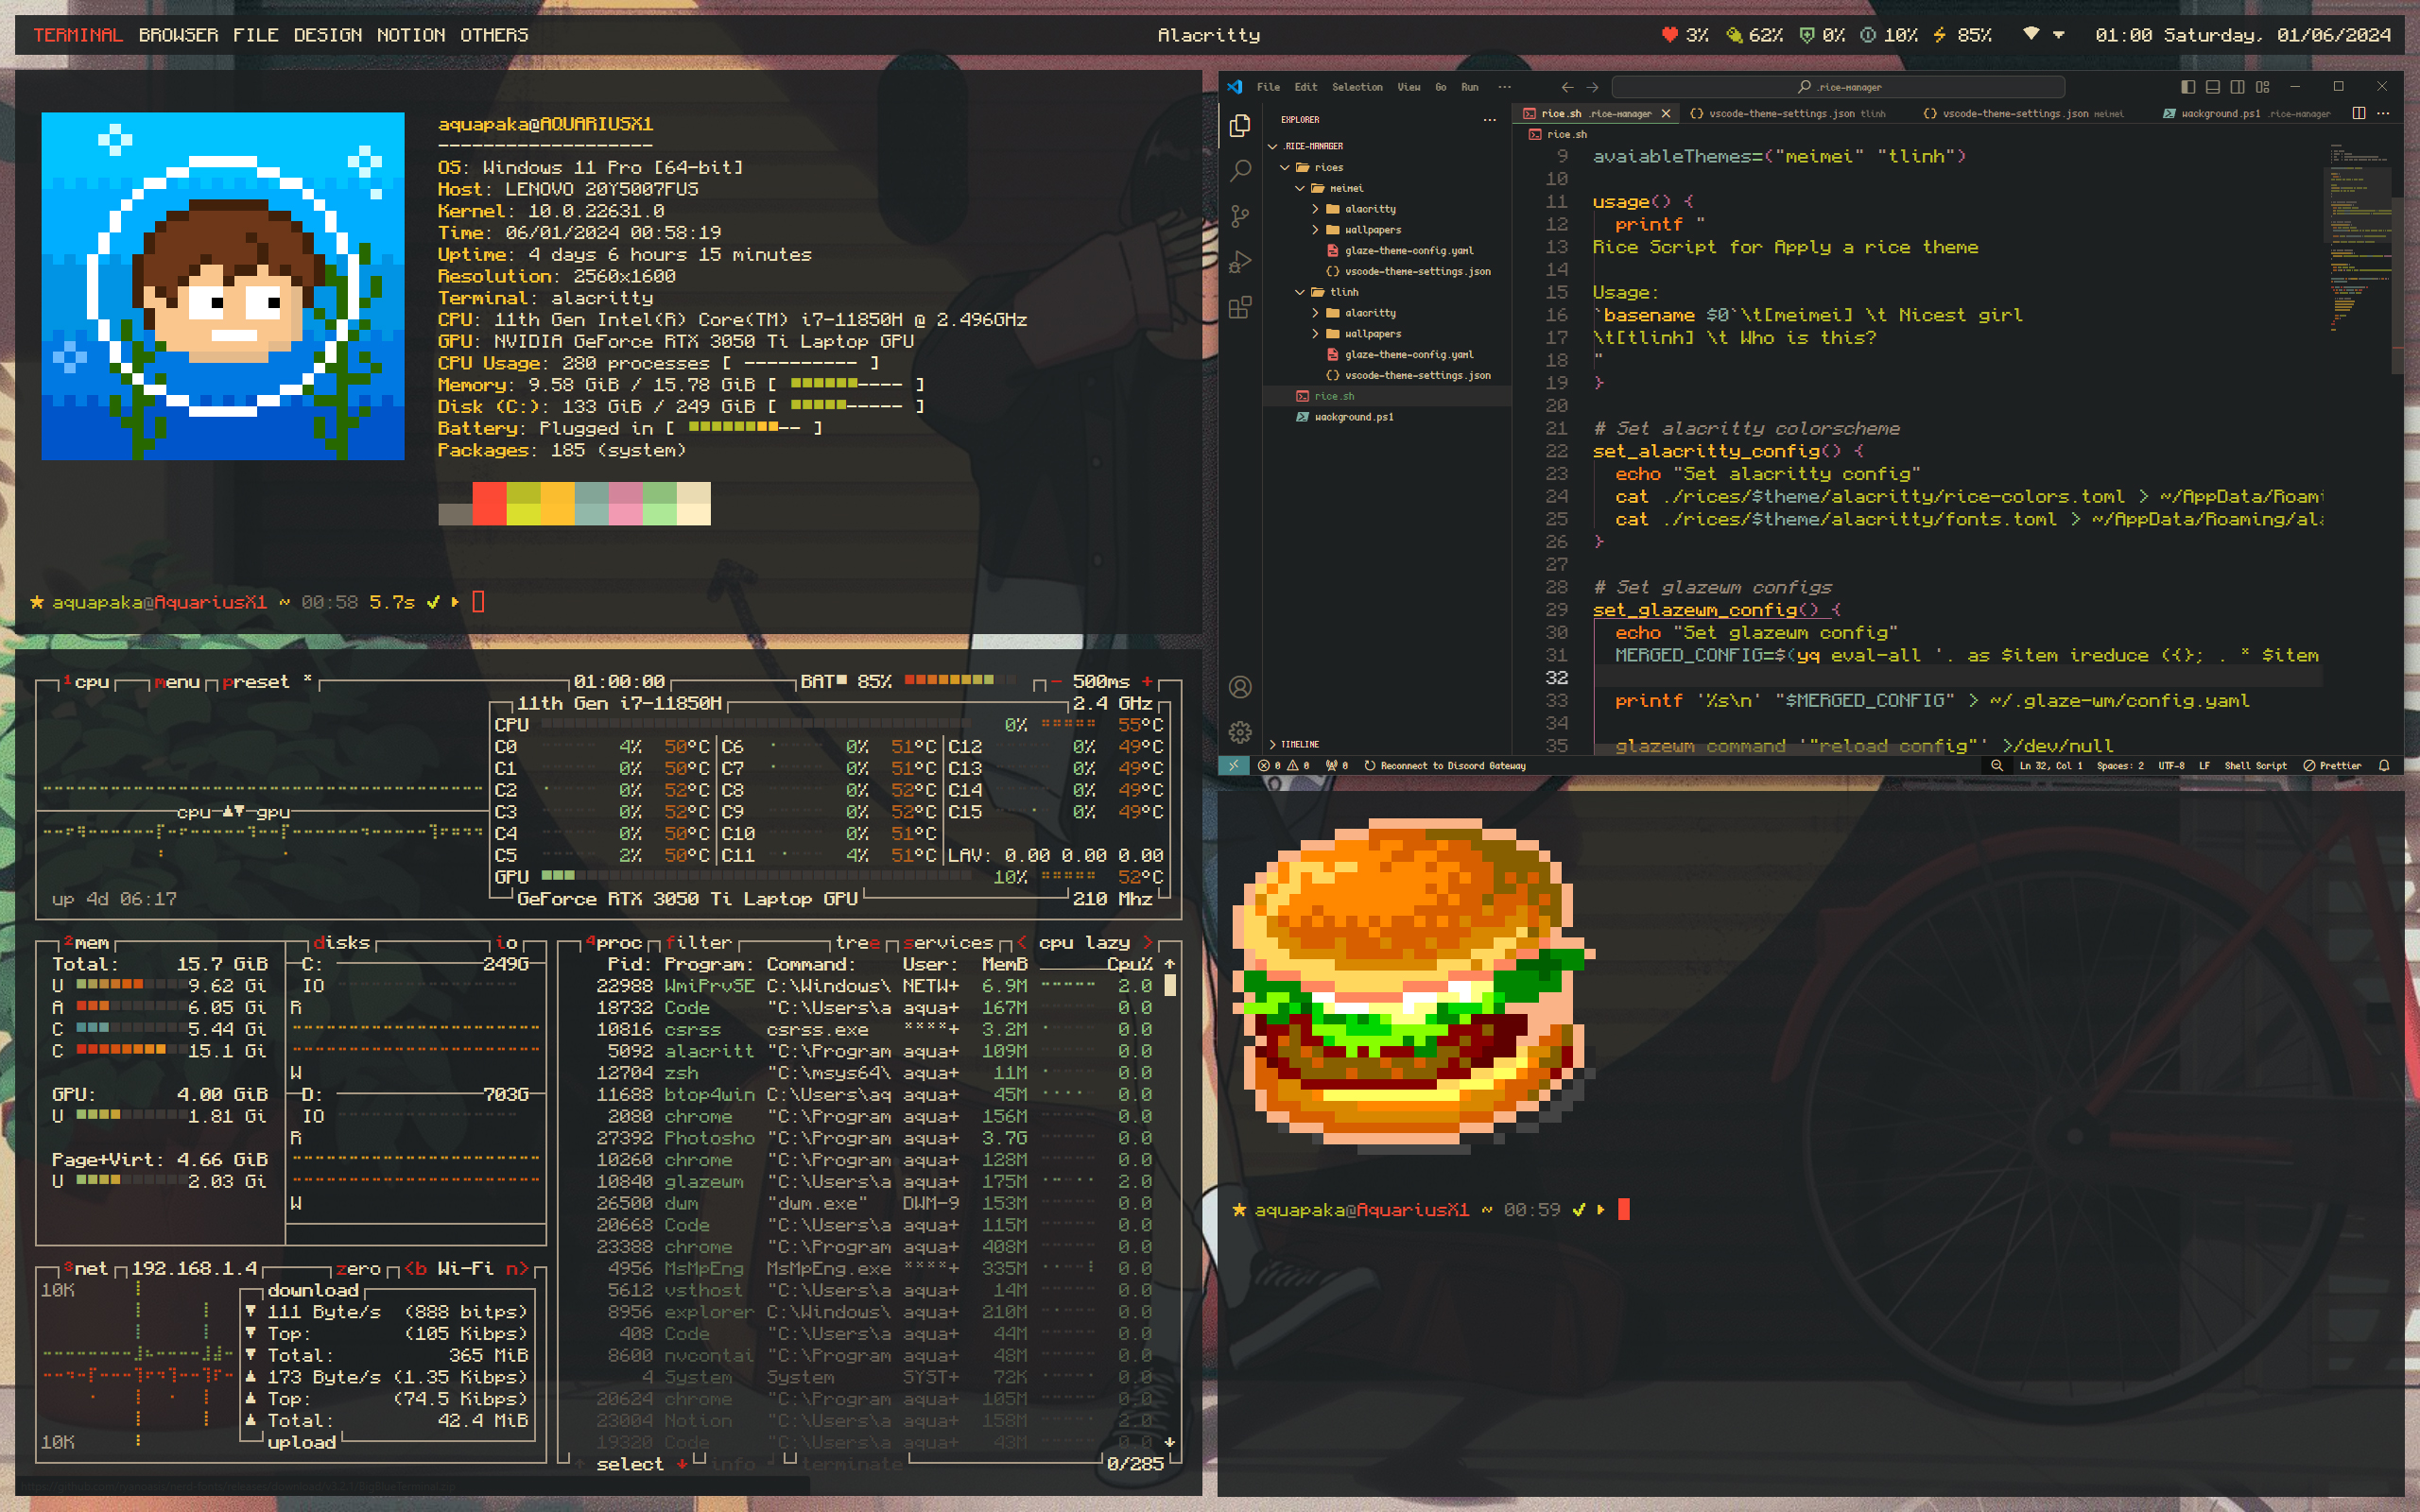 TERMINAL BROWSER FILE DESIGN NOTION OTHERS
Alacritty
3% 62% 0% 10% 85% 01:00 Saturday, 01/06/2024
aquapaka@AQUARIUSX1
-------------------
OS: Windows 11 Pro [64-bit]
Host: LENOVO 20Y5007FUS
Kernel: 10.0.22631.0
Time: 06/01/2024 00:58:19
Uptime: 4 days 6 hours 15 minutes
Resolution: 2560x1600
Terminal: alacritty
CPU: 11th Gen Intel(R) Core(TM) i7-11850H @ 2.496GHz
GPU: NVIDIA GeForce RTX 3050 Ti Laptop GPU
CPU Usage: 280 processes [ ---------- ]
Memory: 9.58 GiB / 15.78 GiB [ ■■■■■■---- ]
Disk (C:): 133 GiB / 249 GiB [ ■■■■■----- ]
Battery: Plugged in [ ■■■■■■■■-- ]
Packages: 185 (system)
★ aquapaka@AquariusX1 ~ 00:58 5.7s ✓
File Edit Selection View Go Run ···
.rice-manager
EXPLORER ···
.RICE-MANAGER
rices
meimei
alacritty
wallpapers
glaze-theme-config.yaml
vscode-theme-settings.json
tlinh
alacritty
wallpapers
glaze-theme-config.yaml
vscode-theme-settings.json
rice.sh
wackground.ps1
TIMELINE
rice.sh .rice-manager vscode-theme-settings.json tlinh vscode-theme-settings.json meimei wackground.ps1 .rice-manager
rice.sh
9 avaiableThemes=("meimei" "tlinh")
10
11 usage() {
12 printf "
13 Rice Script for Apply a rice theme
14
15 Usage:
16 `basename $0`\t[meimei] \t Nicest girl
17 \t[tlinh] \t Who is this?
18 "
19 }
20
21 # Set alacritty colorscheme
22 set_alacritty_config() {
23 echo "Set alacritty config"
24 cat ./rices/$theme/alacritty/rice-colors.toml > ~/AppData/Roami
25 cat ./rices/$theme/alacritty/fonts.toml > ~/AppData/Roaming/ala
26 }
27
28 # Set glazewm configs
29 set_glazewm_config() {
30 echo "Set glazewm config"
31 MERGED_CONFIG=$(yq eval-all '. as $item ireduce ({}; . * $item
32
33 printf '%s\n' "$MERGED_CONFIG" > ~/.glaze-wm/config.yaml
34
35 glazewm command '"reload config"' >/dev/null
0 0 0 Reconnect to Discord Gateway Ln 32, Col 1 Spaces: 2 UTF-8 LF Shell Script Prettier
1cpu menu preset * 01:00:00 BAT■ 85% - 500ms +
11th Gen i7-11850H 2.4 GHz
CPU 0% 55°C
C0 4% 50°C C6 0% 51°C C12 0% 49°C
C1 0% 50°C C7 0% 51°C C13 0% 49°C
C2 0% 52°C C8 0% 52°C C14 0% 49°C
C3 0% 52°C C9 0% 52°C C15 0% 49°C
C4 0% 50°C C10 0% 51°C
C5 2% 50°C C11 4% 51°C LAV: 0.00 0.00 0.00
GPU 10% 52°C
GeForce RTX 3050 Ti Laptop GPU 210 Mhz
cpu▲▼gpu
up 4d 06:17
2mem
Total: 15.7 GiB
U 9.62 Gi
A 6.05 Gi
C 5.44 Gi
C 15.1 Gi
GPU: 4.00 GiB
U 1.81 Gi
Page+Virt: 4.66 GiB
U 2.03 Gi
disks io
C: 249G
IO
R
W
D: 703G
IO
R
W
3net 192.168.1.4 zero <b Wi-Fi n>
10K
download
▼ 111 Byte/s (888 bitps)
▼ Top: (105 Kibps)
▼ Total: 365 MiB
▲ 173 Byte/s (1.35 Kibps)
▲ Top: (74.5 Kibps)
▲ Total: 42.4 MiB
upload
10K
4proc filter tree services < cpu lazy >
Pid: Program: Command: User: MemB Cpu% ↑
22988 WmiPrvSE C:\Windows\ NETW+ 6.9M 2.0
18732 Code "C:\Users\a aqua+ 167M 0.0
10816 csrss csrss.exe ****+ 3.2M 0.0
5092 alacritt "C:\Program aqua+ 109M 0.0
12704 zsh "C:\msys64\ aqua+ 11M 0.0
11688 btop4win C:\Users\aq aqua+ 45M 0.0
2080 chrome "C:\Program aqua+ 156M 0.0
27392 Photosho "C:\Program aqua+ 3.7G 0.0
10260 chrome "C:\Program aqua+ 128M 0.0
10840 glazewm "C:\Users\a aqua+ 175M 2.0
26500 dwm "dwm.exe" DWM-9 153M 0.0
20668 Code "C:\Users\a aqua+ 115M 0.0
23388 chrome "C:\Program aqua+ 408M 0.0
4956 MsMpEng MsMpEng.exe ****+ 335M 0.0
5612 vsthost "C:\Users\a aqua+ 14M 0.0
8956 explorer C:\Windows\ aqua+ 210M 0.0
408 Code "C:\Users\a aqua+ 44M 0.0
8600 nvcontai "C:\Program aqua+ 48M 0.0
4 System System SYST+ 72K 0.0
20624 chrome "C:\Program aqua+ 105M 0.0
23004 Notion "C:\Users\a aqua+ 158M 2.0
19320 Code "C:\Users\a aqua+ 43M 0.0 ↓
↑ select ↓ info ┘ terminate 0/285
★ aquapaka@AquariusX1 ~ 00:59 ✓